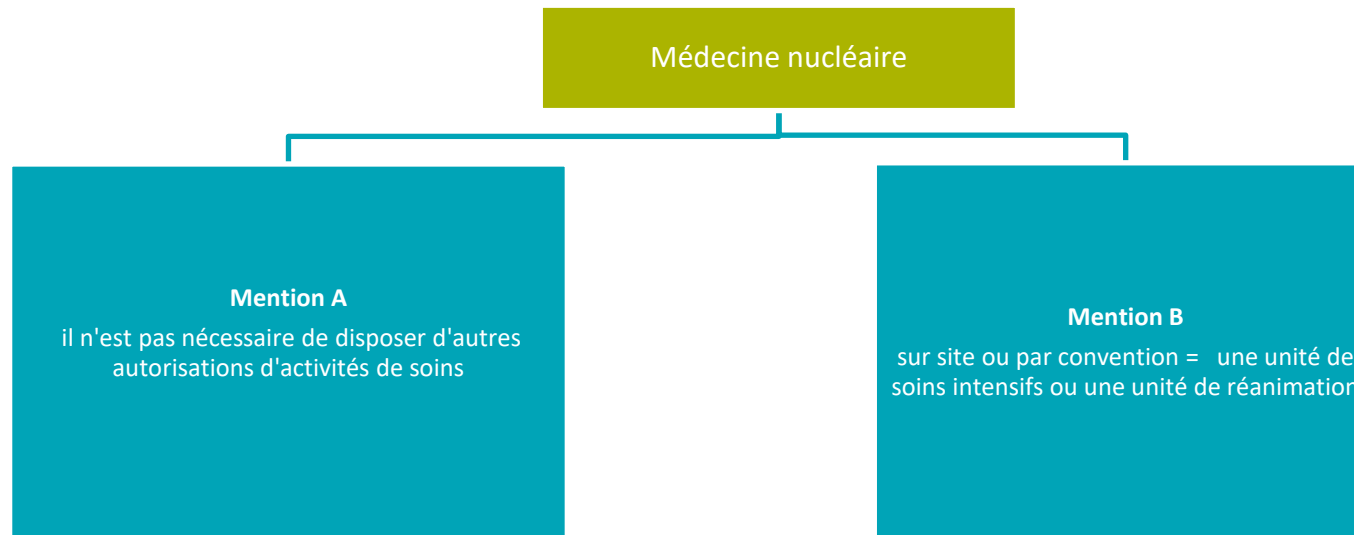 Médecine nucléaire
Mention A
il n'est pas nécessaire de disposer d'autres
autorisations d'activités de soins
Mention B
sur site ou par convention = une unité de
soins intensifs ou une unité de réanimation